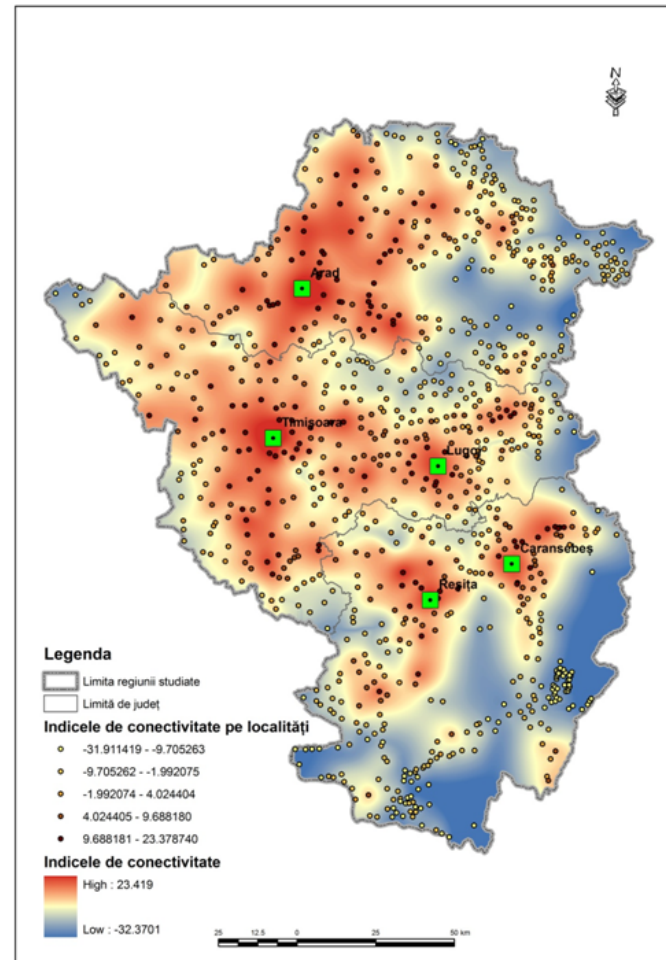 N
Arad
Timișoara
Lugoj
Caransebeș
Reșița
Legenda
Limita regiunii studiate
Limită de județ
Indicele de conectivitate pe localități
-31.911419 - -9.705263
-9.705262 - -1.992075
-1.992074 - 4.024404
4.024405 - 9.688180
9.688181 - 23.378740
Indicele de conectivitate
High : 23.419
Low : -32.3701
25 12.5 0 25 50 km